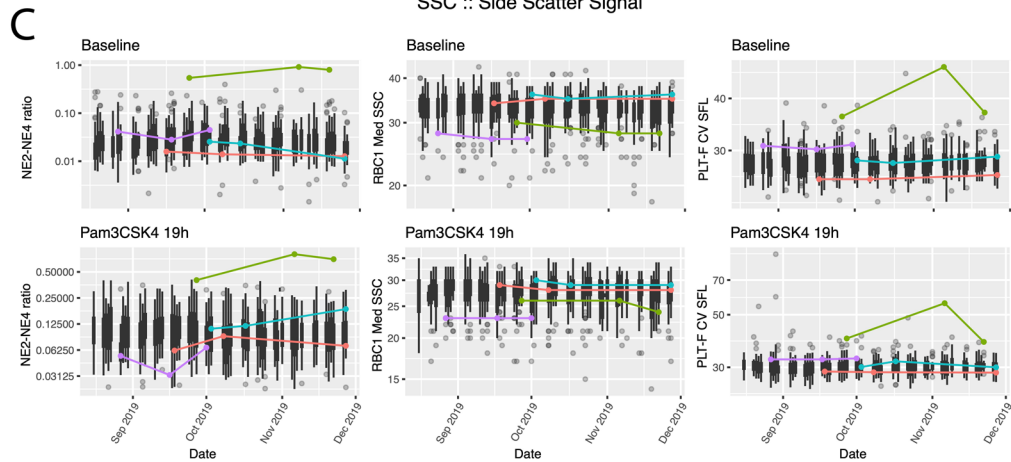 SSC :: Side Scatter Signal
C
Baseline
Baseline
Baseline
NE2-NE4 ratio
1.00
0.10
0.01
RBC1 Med SSC
40
30
20
PLT-F CV SFL
40
30
Pam3CSK4 19h
Pam3CSK4 19h
Pam3CSK4 19h
NE2-NE4 ratio
0.50000
0.25000
0.12500
0.06250
0.03125
RBC1 Med SSC
35
30
25
20
15
PLT-F CV SFL
70
50
30
Sep 2019
Oct 2019
Nov 2019
Dec 2019
Sep 2019
Oct 2019
Nov 2019
Dec 2019
Sep 2019
Oct 2019
Nov 2019
Dec 2019
Date
Date
Date